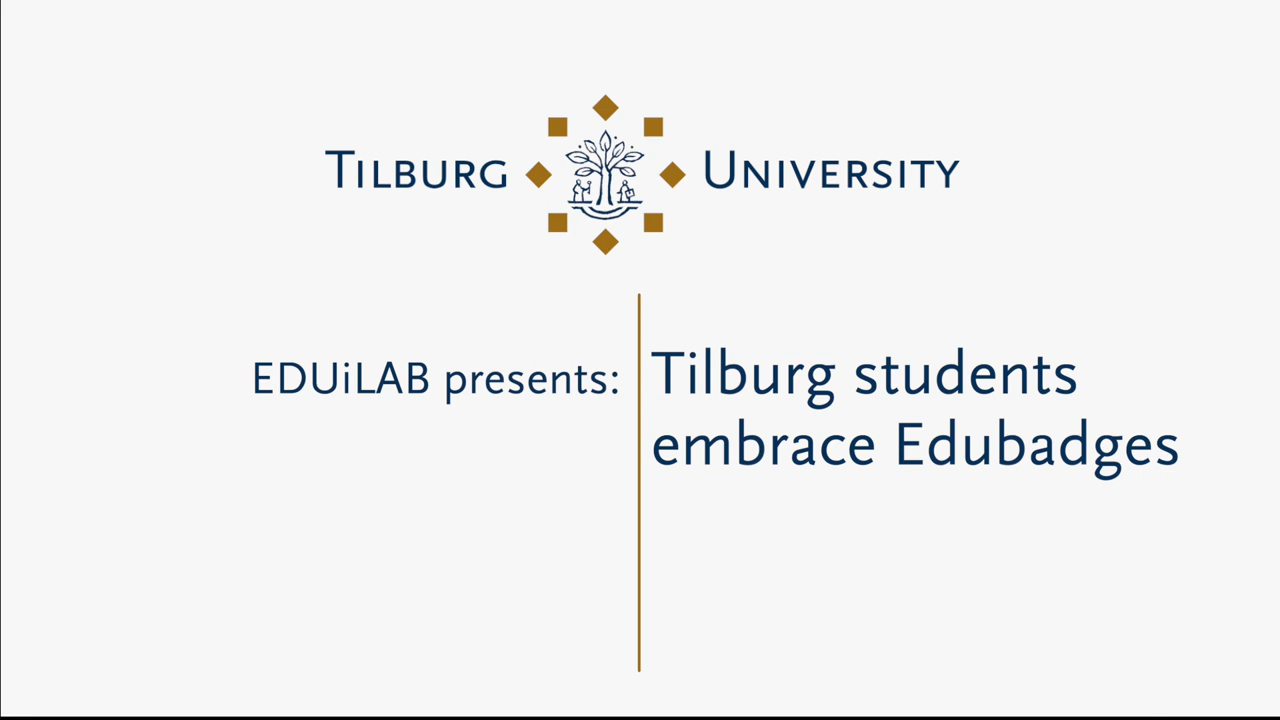 TILBURG UNIVERSITY
EDUiLAB presents:
Tilburg students
embrace Edubadges